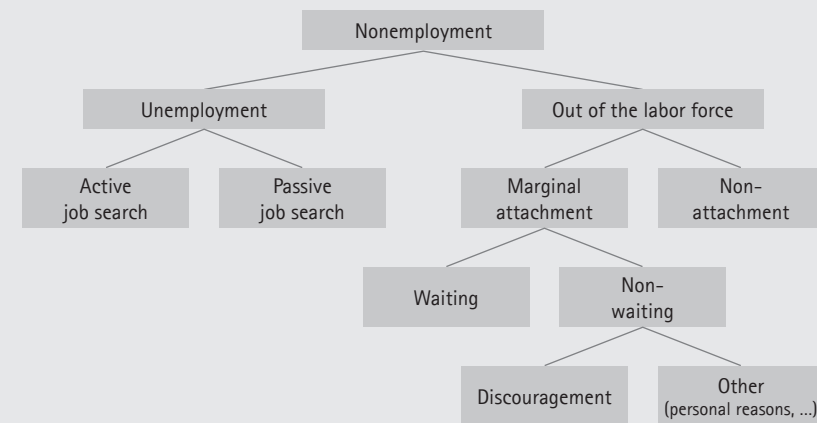 Nonemployment
Unemployment
Out of the labor force
Active
job search
Passive
job search
Marginal
attachment
Non-
attachment
Waiting
Non-
waiting
Discouragement
Other
(personal reasons, ...)